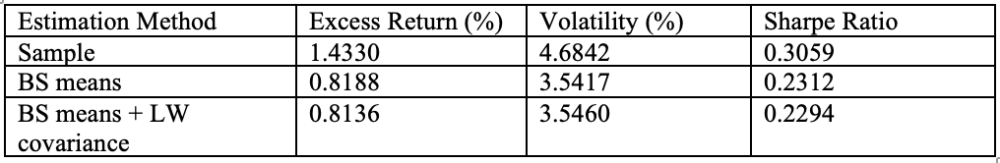 Estimation Method Excess Return (%) Volatility (%) Sharpe Ratio
Sample 1.4330 4.6842 0.3059
BS means 0.8188 3.5417 0.2312
BS means + LW 0.8136 3.5460 0.2294
covariance